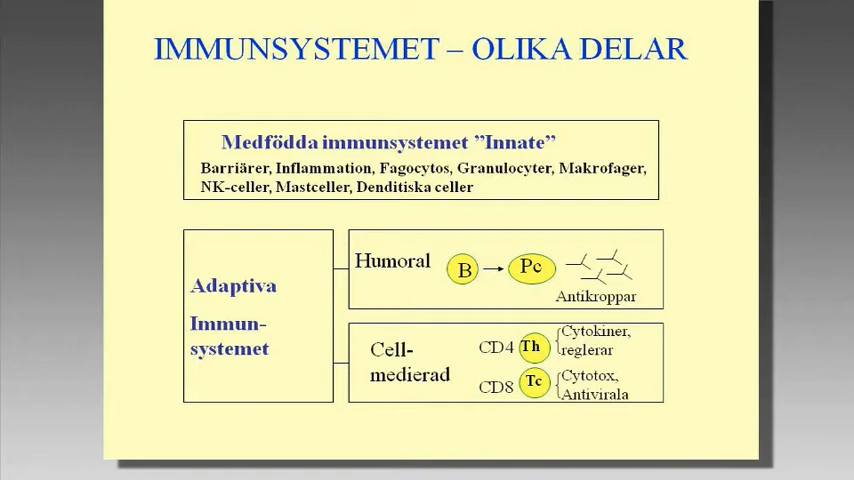 IMMUNSYSTEMET – OLIKA DELAR
Medfödda immunsystemet ”Innate”
Barriärer, Inflammation, Fagocytos, Granulocyter, Makrofager,
NK-celler, Mastceller, Denditiska celler
Adaptiva
Immun-
systemet
Humoral
B
Pc
Antikroppar
Cell-
medierad
CD4 Th
Cytokiner,
reglerar
CD8 Tc
Cytotox,
Antivirala